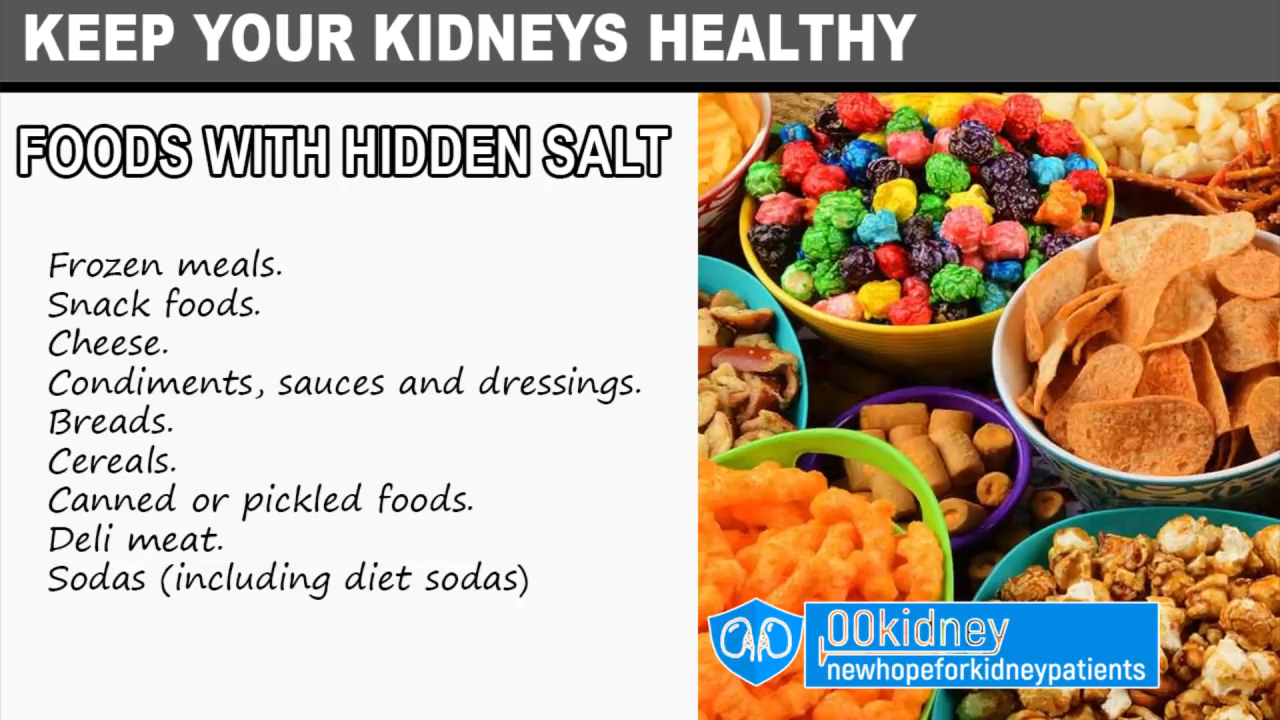 KEEP YOUR KIDNEYS HEALTHY
FOODS WITH HIDDEN SALT
Frozen meals.
Snack foods.
Cheese.
Condiments, sauces and dressings.
Breads.
Cereals.
Canned or pickled foods.
Deli meat.
Sodas (including diet sodas)
00kidney
newhopeforkidneypatients